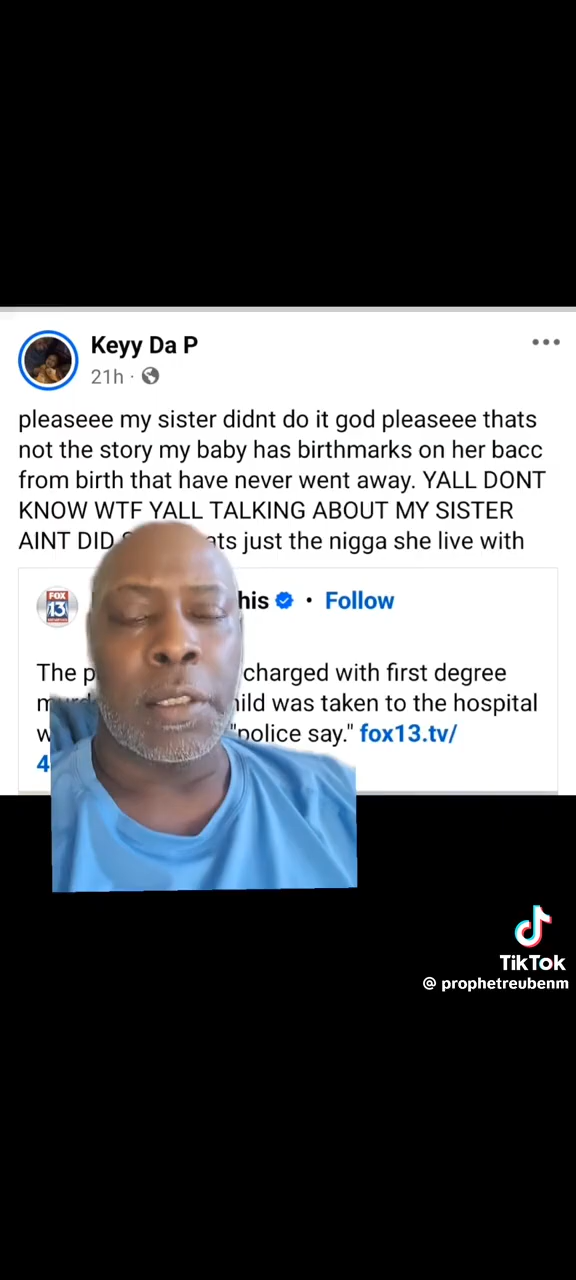 Keyy Da P
21h
pleaseee my sister didnt do it god pleaseee thats
not the story my baby has birthmarks on her bacc
from birth that have never went away. YALL DONT
KNOW WTF YALL TALKING ABOUT MY SISTER
AINT DID just the nigga she live with
FOX
13
Follow
The charged with first degree
was taken to the hospital
"police say." fox13.tv/
4
TikTok
@ prophetreubenm